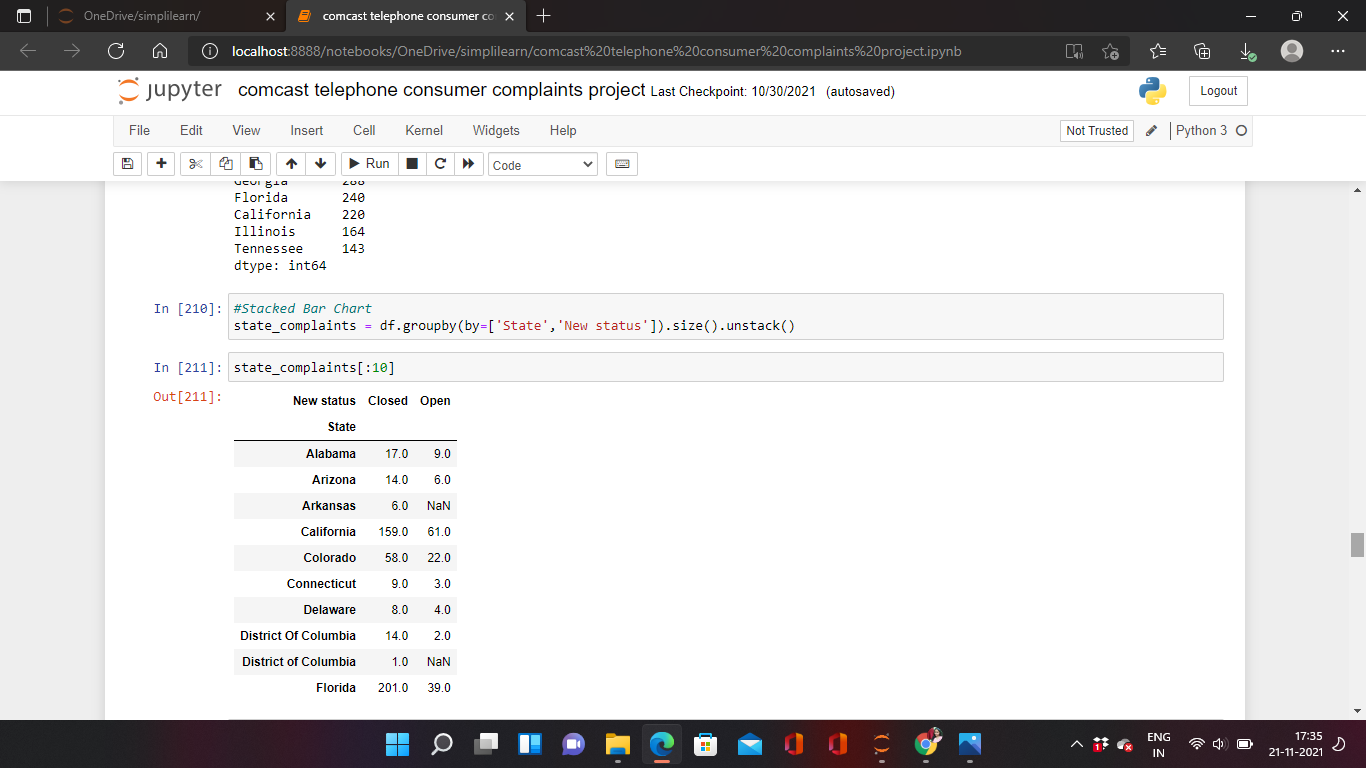 OneDrive/simplilearn/
comcast telephone consumer co
localhost:8888/notebooks/OneDrive/simplilearn/comcast%20telephone%20consumer%20complaints%20project.ipynb
jupyter comcast telephone consumer complaints project Last Checkpoint: 10/30/2021 (autosaved)
Logout
File Edit View Insert Cell Kernel Widgets Help
Not Trusted Python 3
Run Code
Georgia 288
Florida 240
California 220
Illinois 164
Tennessee 143
dtype: int64
In [210]: #Stacked Bar Chart
state_complaints = df.groupby(by=['State','New status']).size().unstack()
In [211]: state_complaints[:10]
Out[211]:
New status Closed Open
State
Alabama 17.0 9.0
Arizona 14.0 6.0
Arkansas 6.0 NaN
California 159.0 61.0
Colorado 58.0 22.0
Connecticut 9.0 3.0
Delaware 8.0 4.0
District Of Columbia 14.0 2.0
District of Columbia 1.0 NaN
Florida 201.0 39.0
1
ENG
IN
17:35
21-11-2021